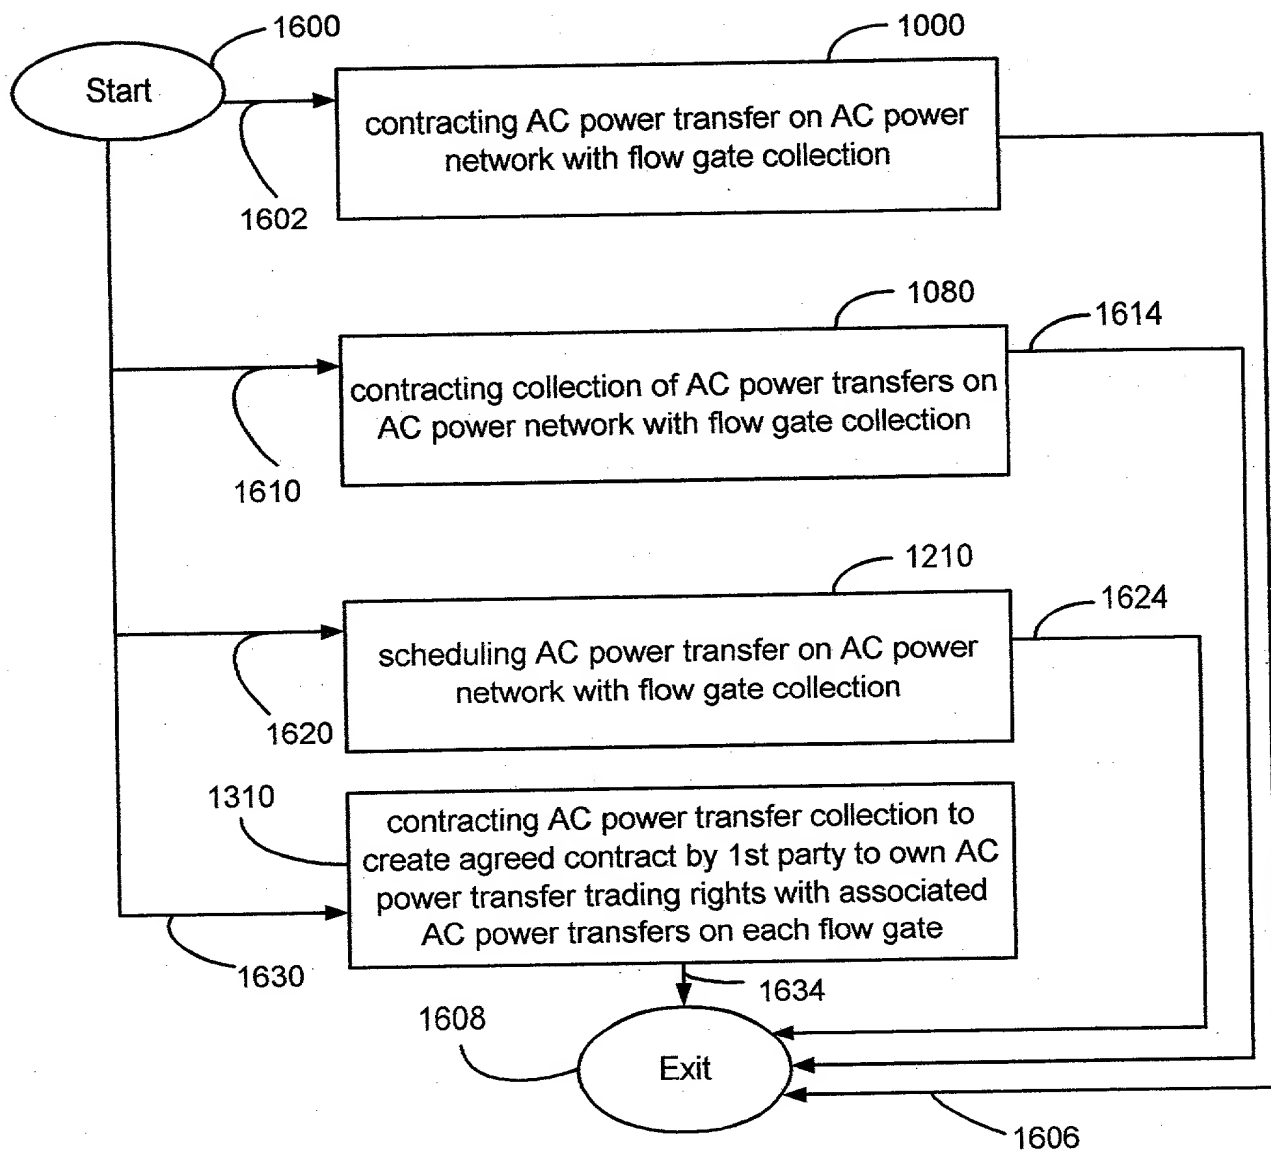 1600
Start
1000
contracting AC power transfer on AC power
network with flow gate collection
1602
1080
1614
contracting collection of AC power transfers on
AC power network with flow gate collection
1610
1210
1624
scheduling AC power transfer on AC power
network with flow gate collection
1620
1310
contracting AC power transfer collection to
create agreed contract by 1st party to own AC
power transfer trading rights with associated
AC power transfers on each flow gate
1630
1634
1608
Exit
1606